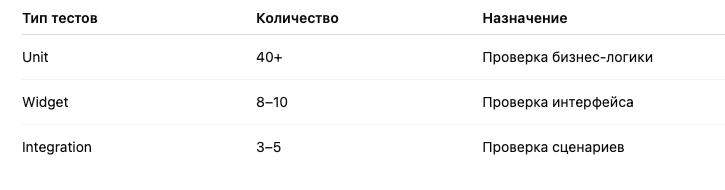 Тип тестов Количество Назначение
Unit 40+ Проверка бизнес-логики
Widget 8–10 Проверка интерфейса
Integration 3–5 Проверка сценариев